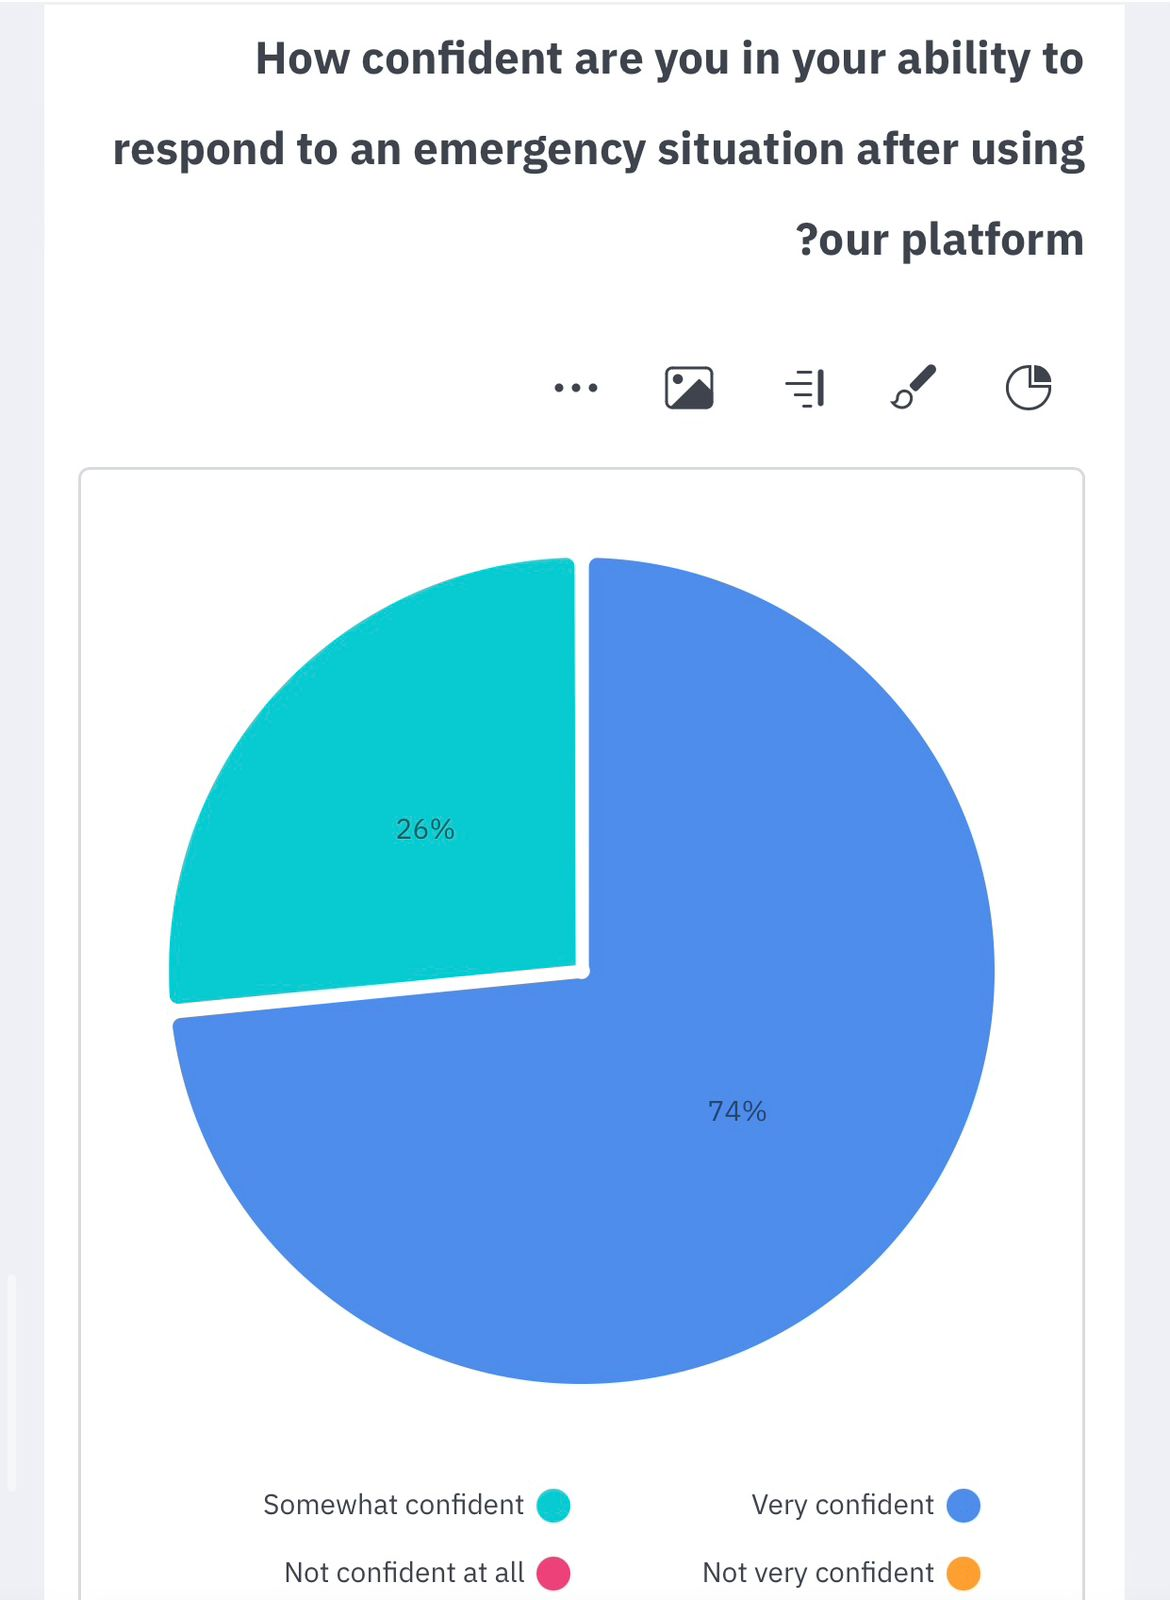 How confident are you in your ability to
respond to an emergency situation after using
?our platform
26%
74%
Somewhat confident
Very confident
Not confident at all
Not very confident